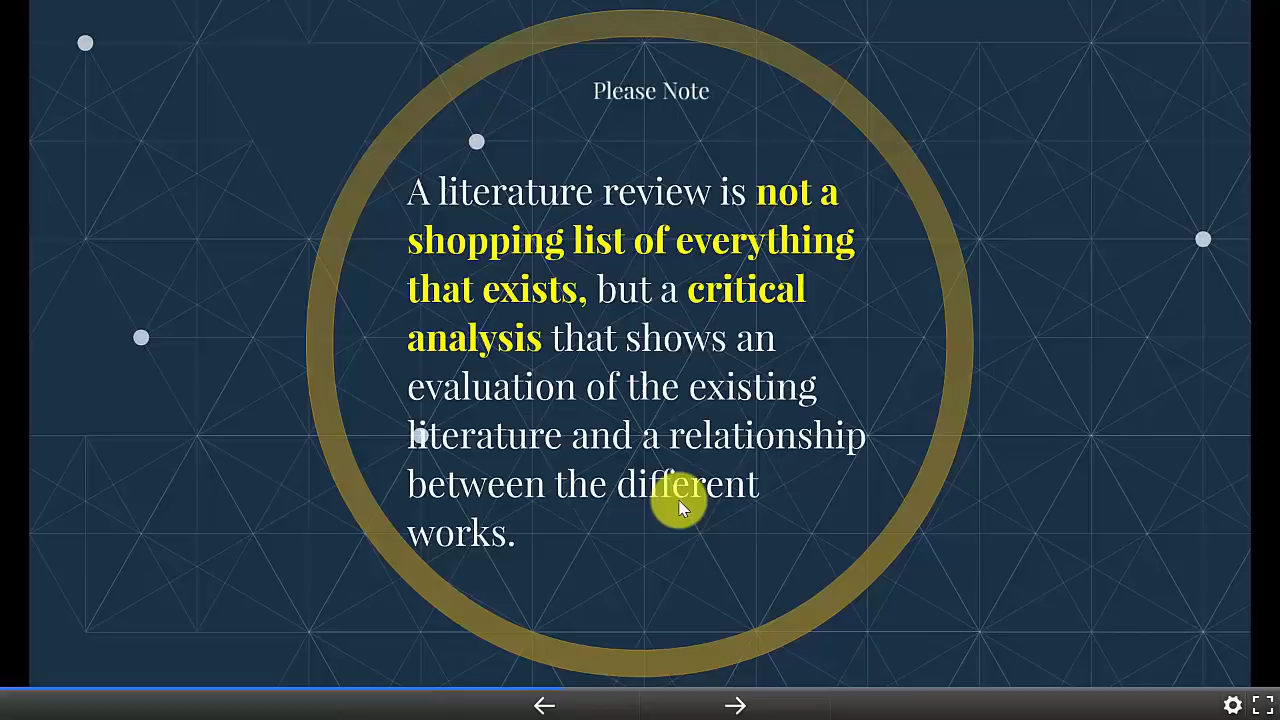 Please Note
A literature review is not a
shopping list of everything
that exists, but a critical
analysis that shows an
evaluation of the existing
literature and a relationship
between the different
works.